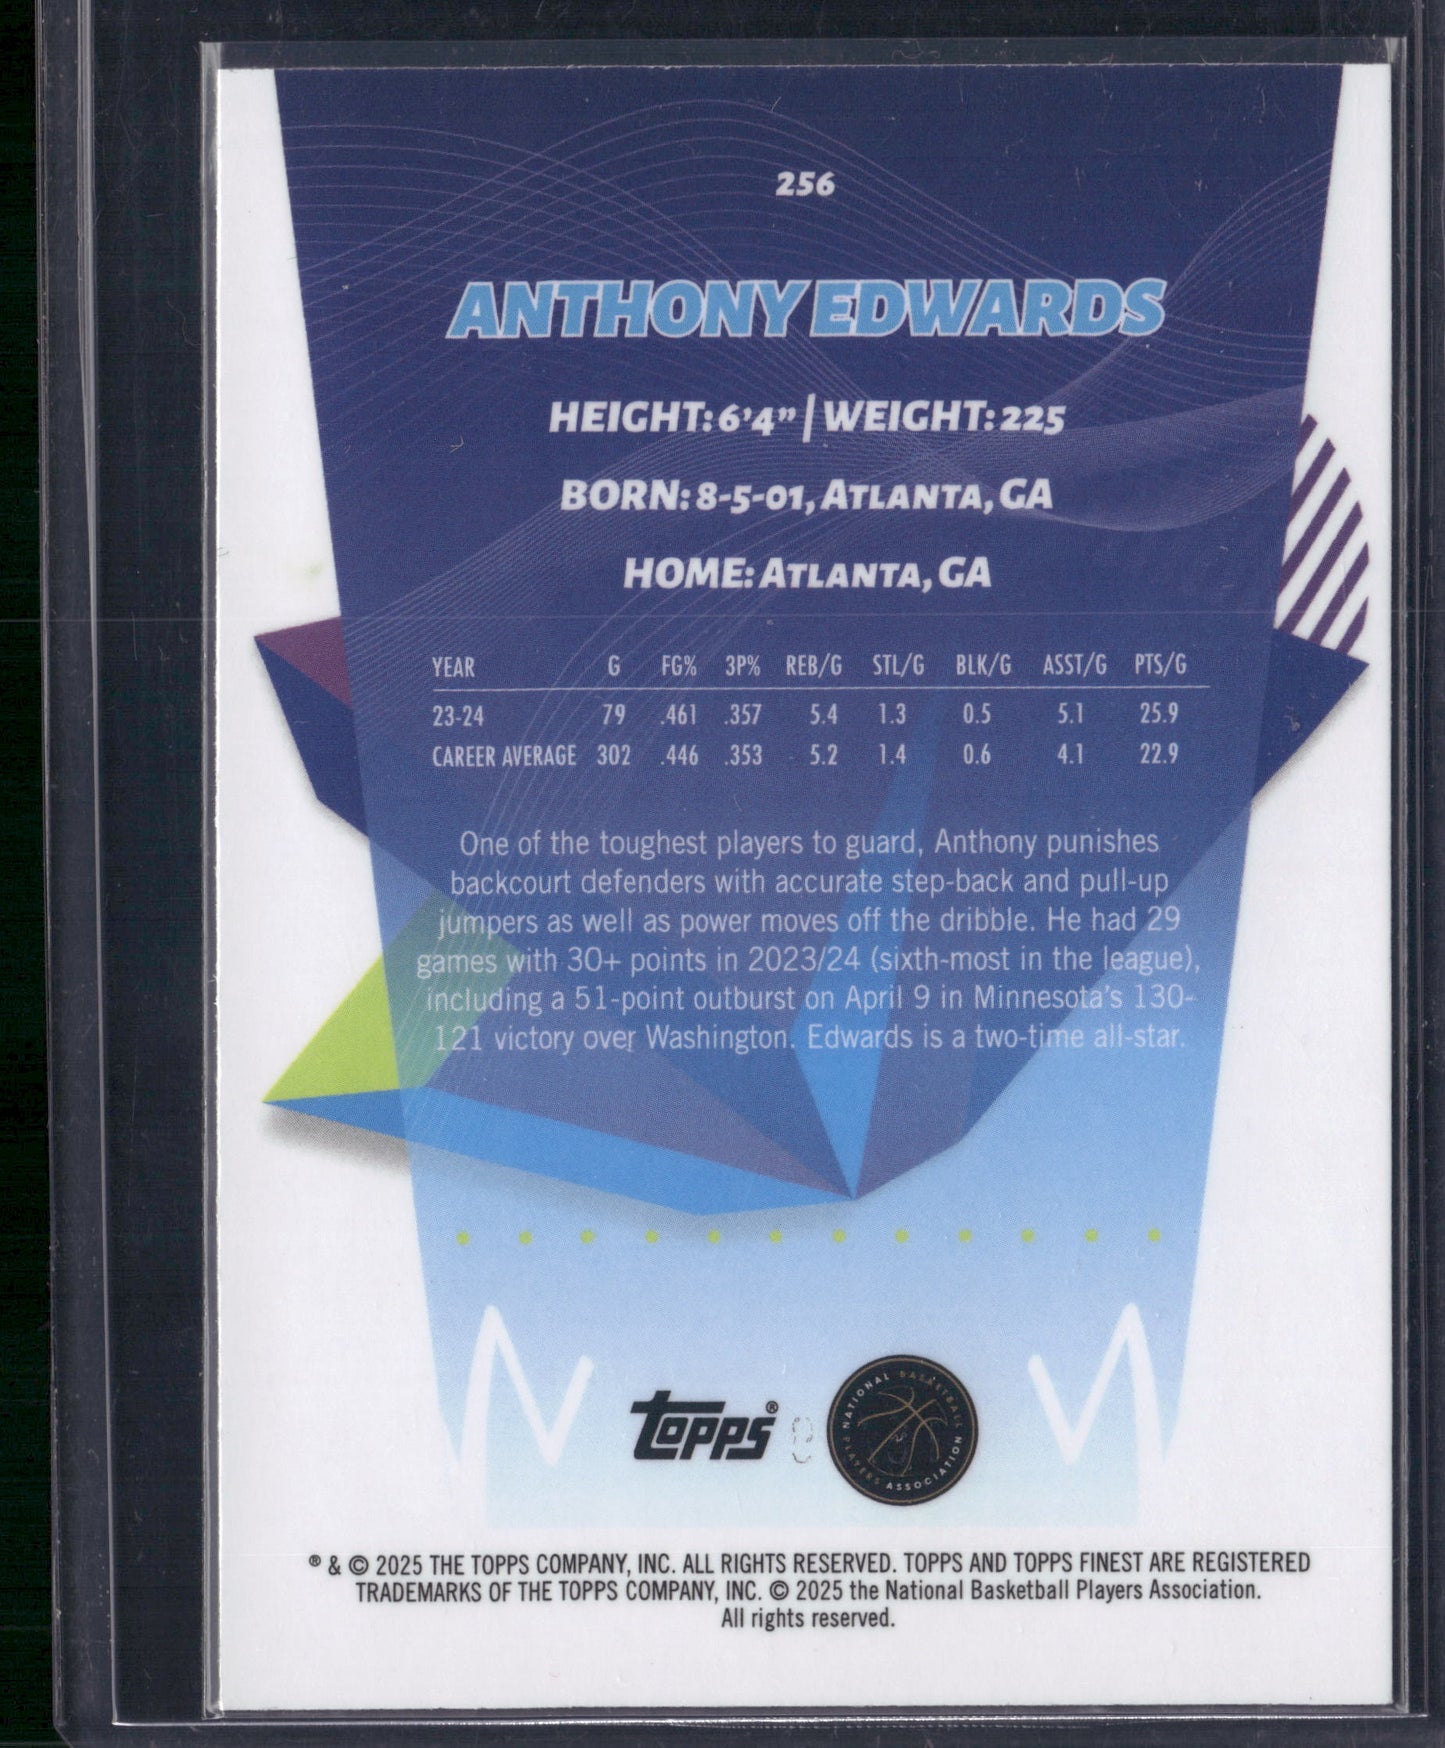 256
ANTHONY EDWARDS
HEIGHT: 6'4" | WEIGHT: 225
BORN: 8-5-01, ATLANTA, GA
HOME: ATLANTA, GA
YEAR G FG% 3P% REB/G STL/G BLK/G ASST/G PTS/G
23-24 79 .461 .357 5.4 1.3 0.5 5.1 25.9
CAREER AVERAGE 302 .446 .353 5.2 1.4 0.6 4.1 22.9
One of the toughest players to guard, Anthony punishes
backcourt defenders with accurate step-back and pull-up
jumpers as well as power moves off the dribble. He had 29
games with 30+ points in 2023/24 (sixth-most in the league),
including a 51-point outburst on April 9 in Minnesota's 130-
121 victory over Washington. Edwards is a two-time all-star.
topps®
NATIONAL BASKETBALL PLAYERS ASSOCIATION
® & © 2025 THE TOPPS COMPANY, INC. ALL RIGHTS RESERVED. TOPPS AND TOPPS FINEST ARE REGISTERED
TRADEMARKS OF THE TOPPS COMPANY, INC. © 2025 the National Basketball Players Association.
All rights reserved.